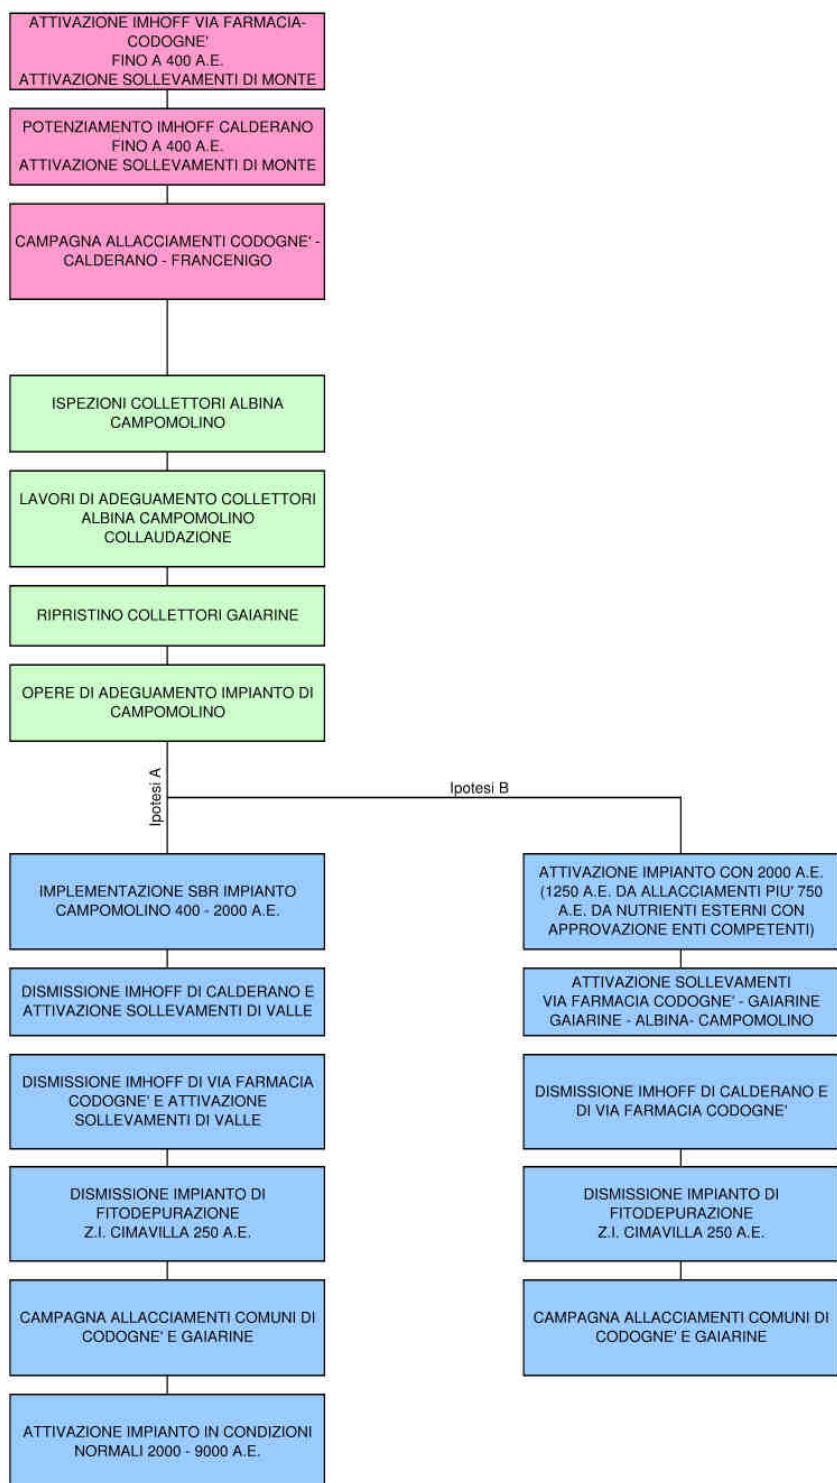 ATTIVAZIONE IMHOFF VIA FARMACIA-
CODOGNE'
FINO A 400 A.E.
ATTIVAZIONE SOLLEVAMENTI DI MONTE
POTENZIAMENTO IMHOFF CALDERANO
FINO A 400 A.E.
ATTIVAZIONE SOLLEVAMENTI DI MONTE
CAMPAGNA ALLACCIAMENTI CODOGNE' -
CALDERANO - FRANCENIGO
ISPEZIONI COLLETTORI ALBINA
CAMPOMOLINO
LAVORI DI ADEGUAMENTO COLLETTORI
ALBINA CAMPOMOLINO
COLLAUDAZIONE
RIPRISTINO COLLETTORI GAIARINE
OPERE DI ADEGUAMENTO IMPIANTO DI
CAMPOMOLINO
Ipotesi A
Ipotesi B
IMPLEMENTAZIONE SBR IMPIANTO
CAMPOMOLINO 400 - 2000 A.E.
DISMISSIONE IMHOFF DI CALDERANO E
ATTIVAZIONE SOLLEVAMENTI DI VALLE
DISMISSIONE IMHOFF DI VIA FARMACIA
CODOGNE' E ATTIVAZIONE
SOLLEVAMENTI DI VALLE
DISMISSIONE IMPIANTO DI
FITODEPURAZIONE
Z.I. CIMAVILLA 250 A.E.
CAMPAGNA ALLACCIAMENTI COMUNI DI
CODOGNE' E GAIARINE
ATTIVAZIONE IMPIANTO IN CONDIZIONI
NORMALI 2000 - 9000 A.E.
ATTIVAZIONE IMPIANTO CON 2000 A.E.
(1250 A.E. DA ALLACCIAMENTI PIU' 750
A.E. DA NUTRIENTI ESTERNI CON
APPROVAZIONE ENTI COMPETENTI)
ATTIVAZIONE SOLLEVAMENTI
VIA FARMACIA CODOGNE' - GAIARINE
GAIARINE - ALBINA- CAMPOMOLINO
DISMISSIONE IMHOFF DI CALDERANO E
DI VIA FARMACIA CODOGNE'
DISMISSIONE IMPIANTO DI
FITODEPURAZIONE
Z.I. CIMAVILLA 250 A.E.
CAMPAGNA ALLACCIAMENTI COMUNI DI
CODOGNE' E GAIARINE